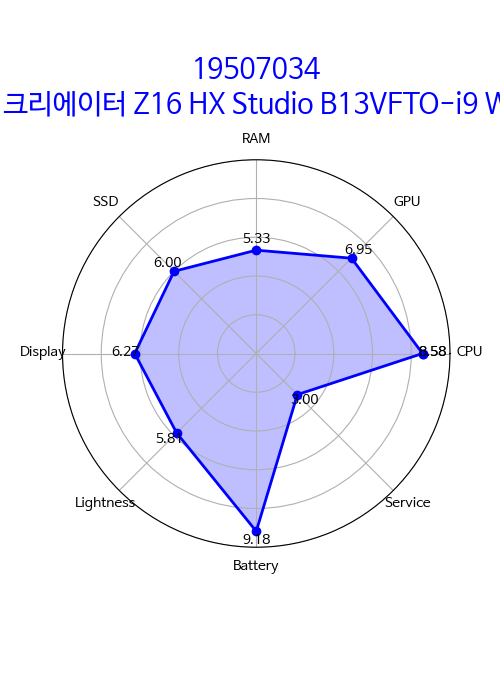 19507034
크리에이터 Z16 HX Studio B13VFTO-i9 W
RAM
SSD
GPU
5.33
6.00
6.95
Display
6.27
8.58
CPU
5.81
3.00
Lightness
Service
9.18
Battery